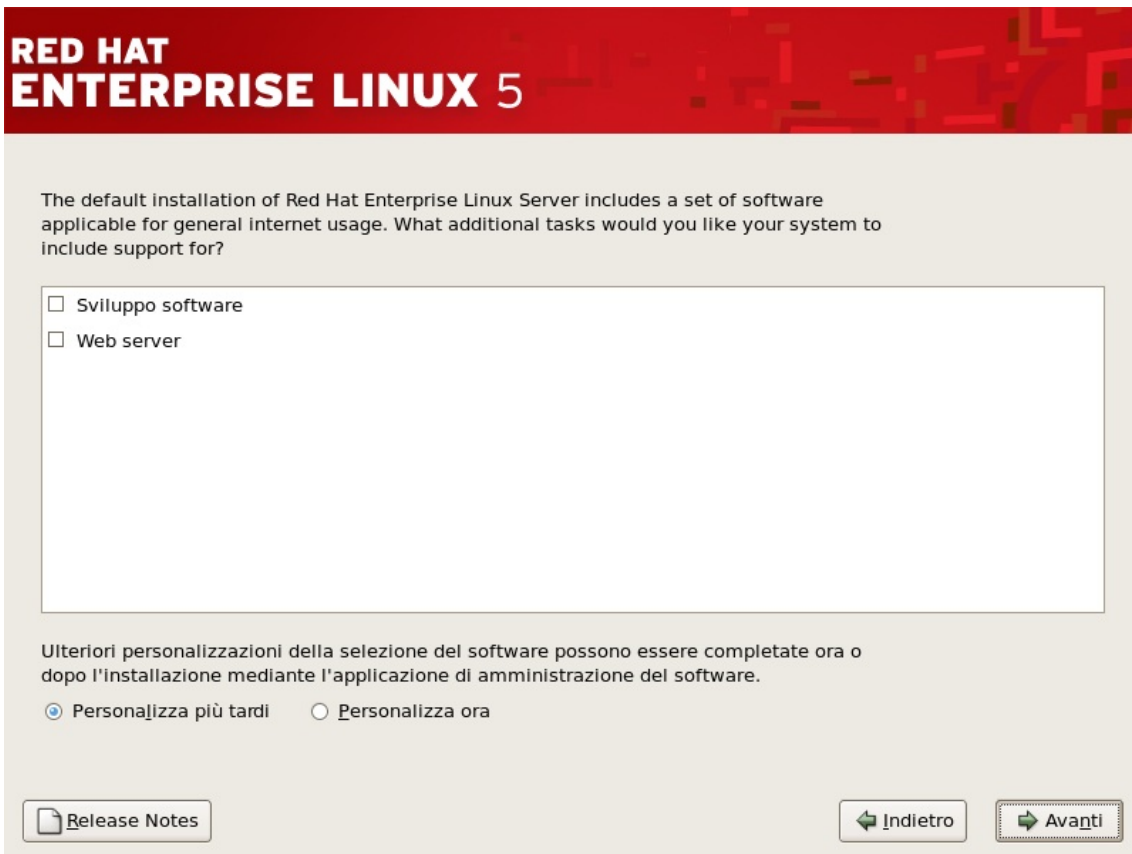 RED HAT
ENTERPRISE LINUX 5
The default installation of Red Hat Enterprise Linux Server includes a set of software
applicable for general internet usage. What additional tasks would you like your system to
include support for?
Sviluppo software
Web server
Ulteriori personalizzazioni della selezione del software possono essere completate ora o
dopo l'installazione mediante l'applicazione di amministrazione del software.
Personalizza più tardi Personalizza ora
Release Notes Indietro Avanti